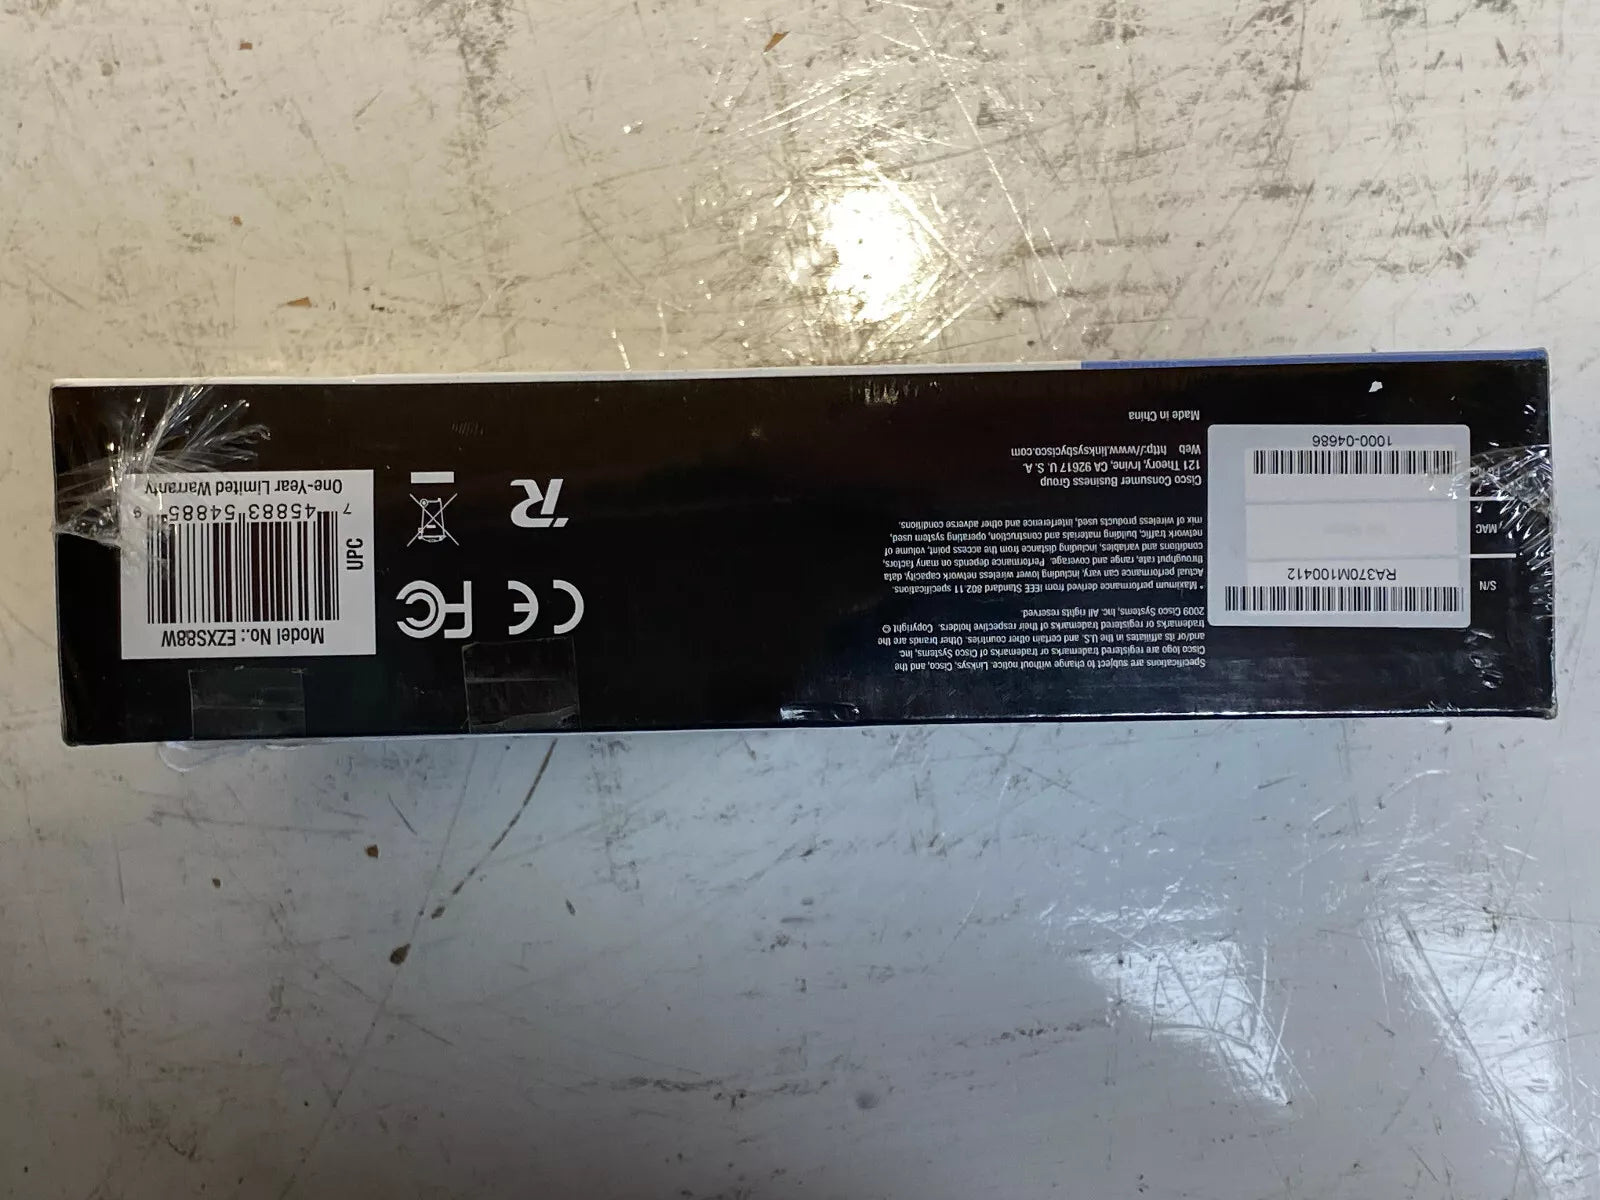 S/N
RA370M100412
MAC
1000-04686
Specifications are subject to change without notice. Linksys, Cisco, and the
Cisco logo are registered trademarks or trademarks of Cisco Systems, Inc.
and/or its affiliates in the U.S. and certain other countries. Other brands are the
trademarks or registered trademarks of their respective holders. Copyright ©
2009 Cisco Systems, Inc. All rights reserved.
* Maximum performance derived from IEEE Standard 802.11 specifications.
Actual performance can vary, including lower wireless network capacity, data
throughput rate, range and coverage. Performance depends on many factors,
conditions and variables, including distance from the access point, volume of
network traffic, building materials and construction, operating system used,
mix of wireless products used, interference and other adverse conditions.
Cisco Consumer Business Group
121 Theory, Irvine, CA 92617 U. S. A.
Web http://www.linksysbycisco.com
Made in China
CE FC
Model No.: EZXS88W
UPC
7 45883 54885 9
One-Year Limited Warranty